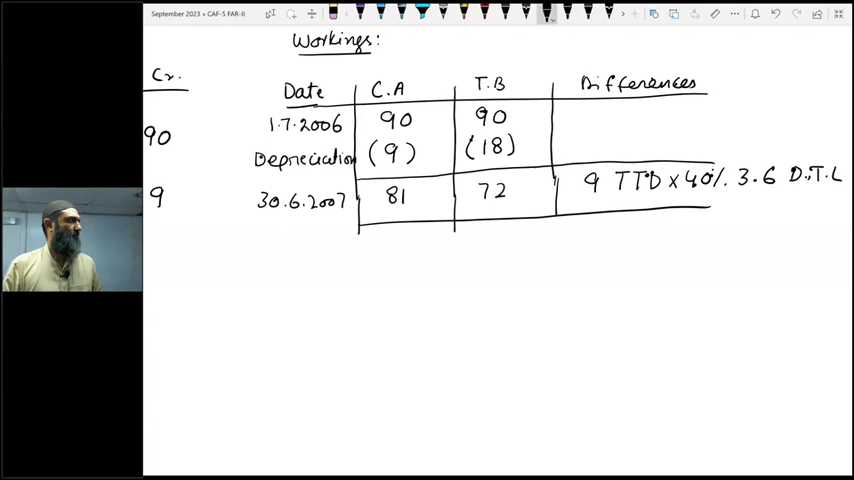 September 2023 » CAF-5 FAR-II
Workings:
Cr.
90
9
Date C.A T.B Differences
1.7.2006 90 90
Depreciation (9) (18)
30.6.2007 81 72 9 TTD x 40% 3.6 D.T.L